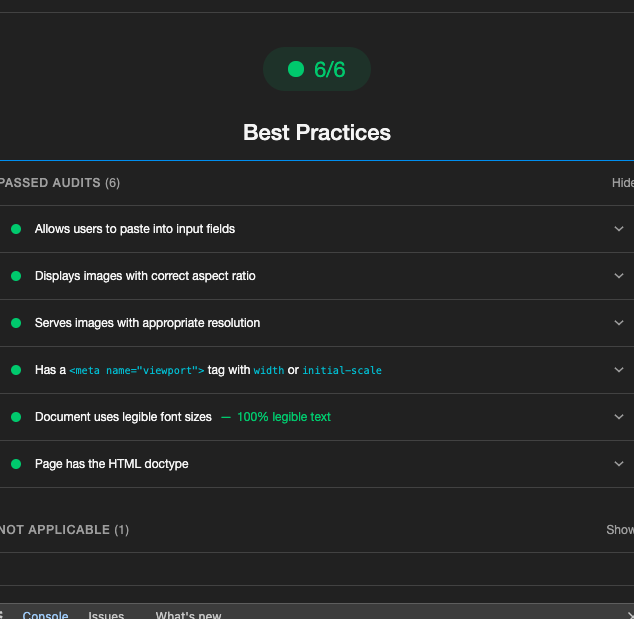 6/6
Best Practices
PASSED AUDITS (6) Hide
Allows users to paste into input fields
Displays images with correct aspect ratio
Serves images with appropriate resolution
Has a <meta name="viewport"> tag with width or initial-scale
Document uses legible font sizes — 100% legible text
Page has the HTML doctype
NOT APPLICABLE (1) Show
Console Issues What's new